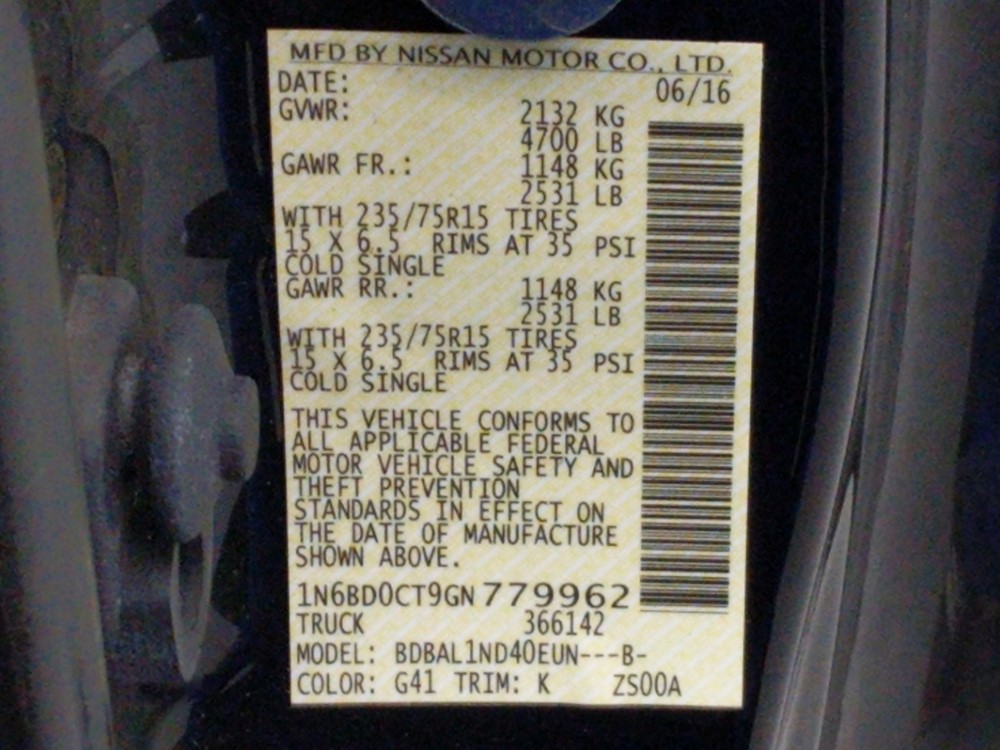 MFD BY NISSAN MOTOR CO., LTD.
DATE: 06/16
GVWR: 2132 KG
4700 LB
GAWR FR.: 1148 KG
2531 LB
WITH 235/75R15 TIRES
15 X 6.5 RIMS AT 35 PSI
COLD SINGLE
GAWR RR.: 1148 KG
2531 LB
WITH 235/75R15 TIRES
15 X 6.5 RIMS AT 35 PSI
COLD SINGLE
THIS VEHICLE CONFORMS TO
ALL APPLICABLE FEDERAL
MOTOR VEHICLE SAFETY AND
THEFT PREVENTION
STANDARDS IN EFFECT ON
THE DATE OF MANUFACTURE
SHOWN ABOVE.
1N6BD0CT9GN779962
TRUCK 366142
MODEL: BDBAL1ND40EUN---B-
COLOR: G41 TRIM: K ZS00A